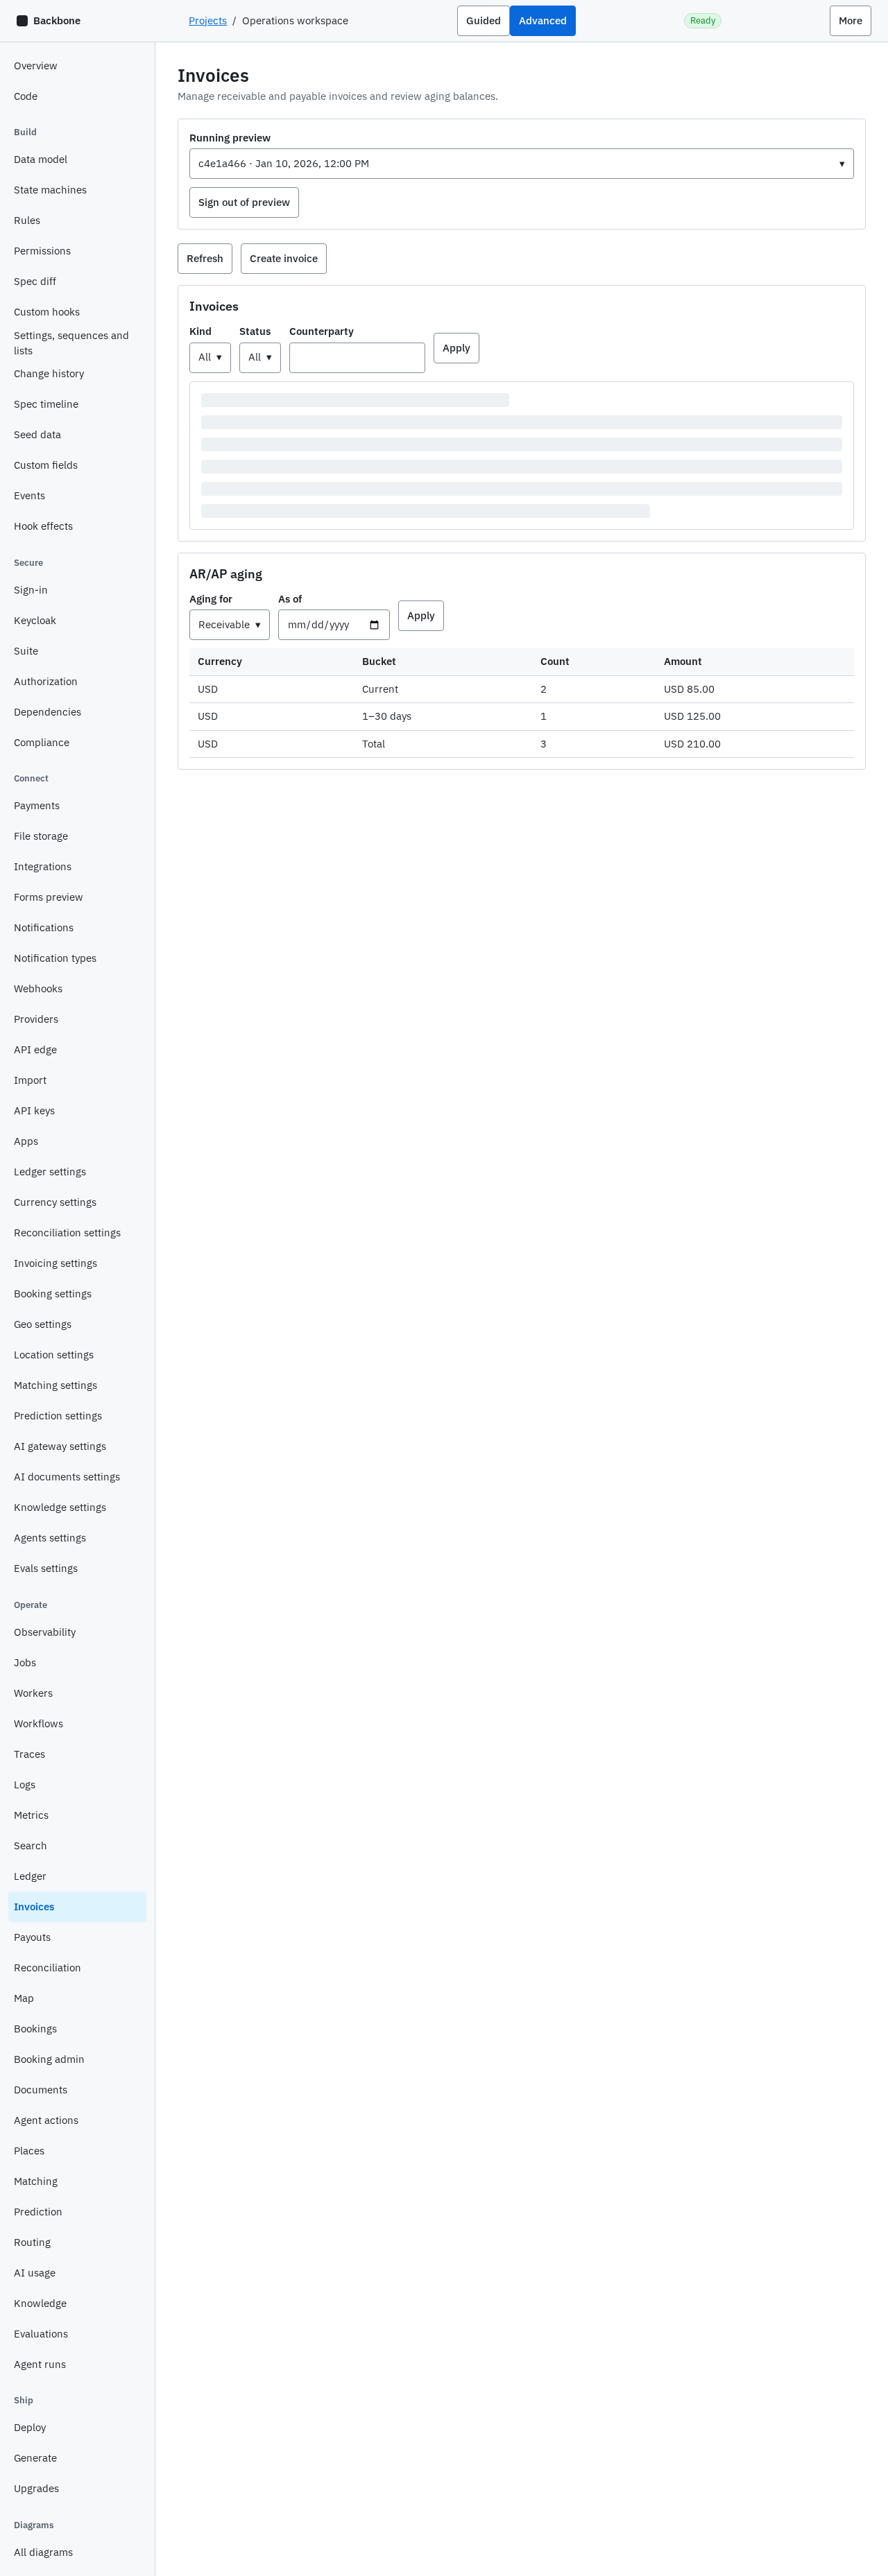 Backbone
Projects / Operations workspace
Guided
Advanced
Ready
More
Overview
Code
Build
Data model
State machines
Rules
Permissions
Spec diff
Custom hooks
Settings, sequences and
lists
Change history
Spec timeline
Seed data
Custom fields
Events
Hook effects
Secure
Sign-in
Keycloak
Suite
Authorization
Dependencies
Compliance
Connect
Payments
File storage
Integrations
Forms preview
Notifications
Notification types
Webhooks
Providers
API edge
Import
API keys
Apps
Ledger settings
Currency settings
Reconciliation settings
Invoicing settings
Booking settings
Geo settings
Location settings
Matching settings
Prediction settings
AI gateway settings
AI documents settings
Knowledge settings
Agents settings
Evals settings
Operate
Observability
Jobs
Workers
Workflows
Traces
Logs
Metrics
Search
Ledger
Invoices
Payouts
Reconciliation
Map
Bookings
Booking admin
Documents
Agent actions
Places
Matching
Prediction
Routing
AI usage
Knowledge
Evaluations
Agent runs
Ship
Deploy
Generate
Upgrades
Diagrams
All diagrams
Invoices
Manage receivable and payable invoices and review aging balances.
Running preview
c4e1a466 · Jan 10, 2026, 12:00 PM
Sign out of preview
Refresh
Create invoice
Invoices
Kind Status Counterparty
All All Apply
AR/AP aging
Aging for As of
Receivable mm/dd/yyyy Apply
Currency Bucket Count Amount
USD Current 2 USD 85.00
USD 1–30 days 1 USD 125.00
USD Total 3 USD 210.00